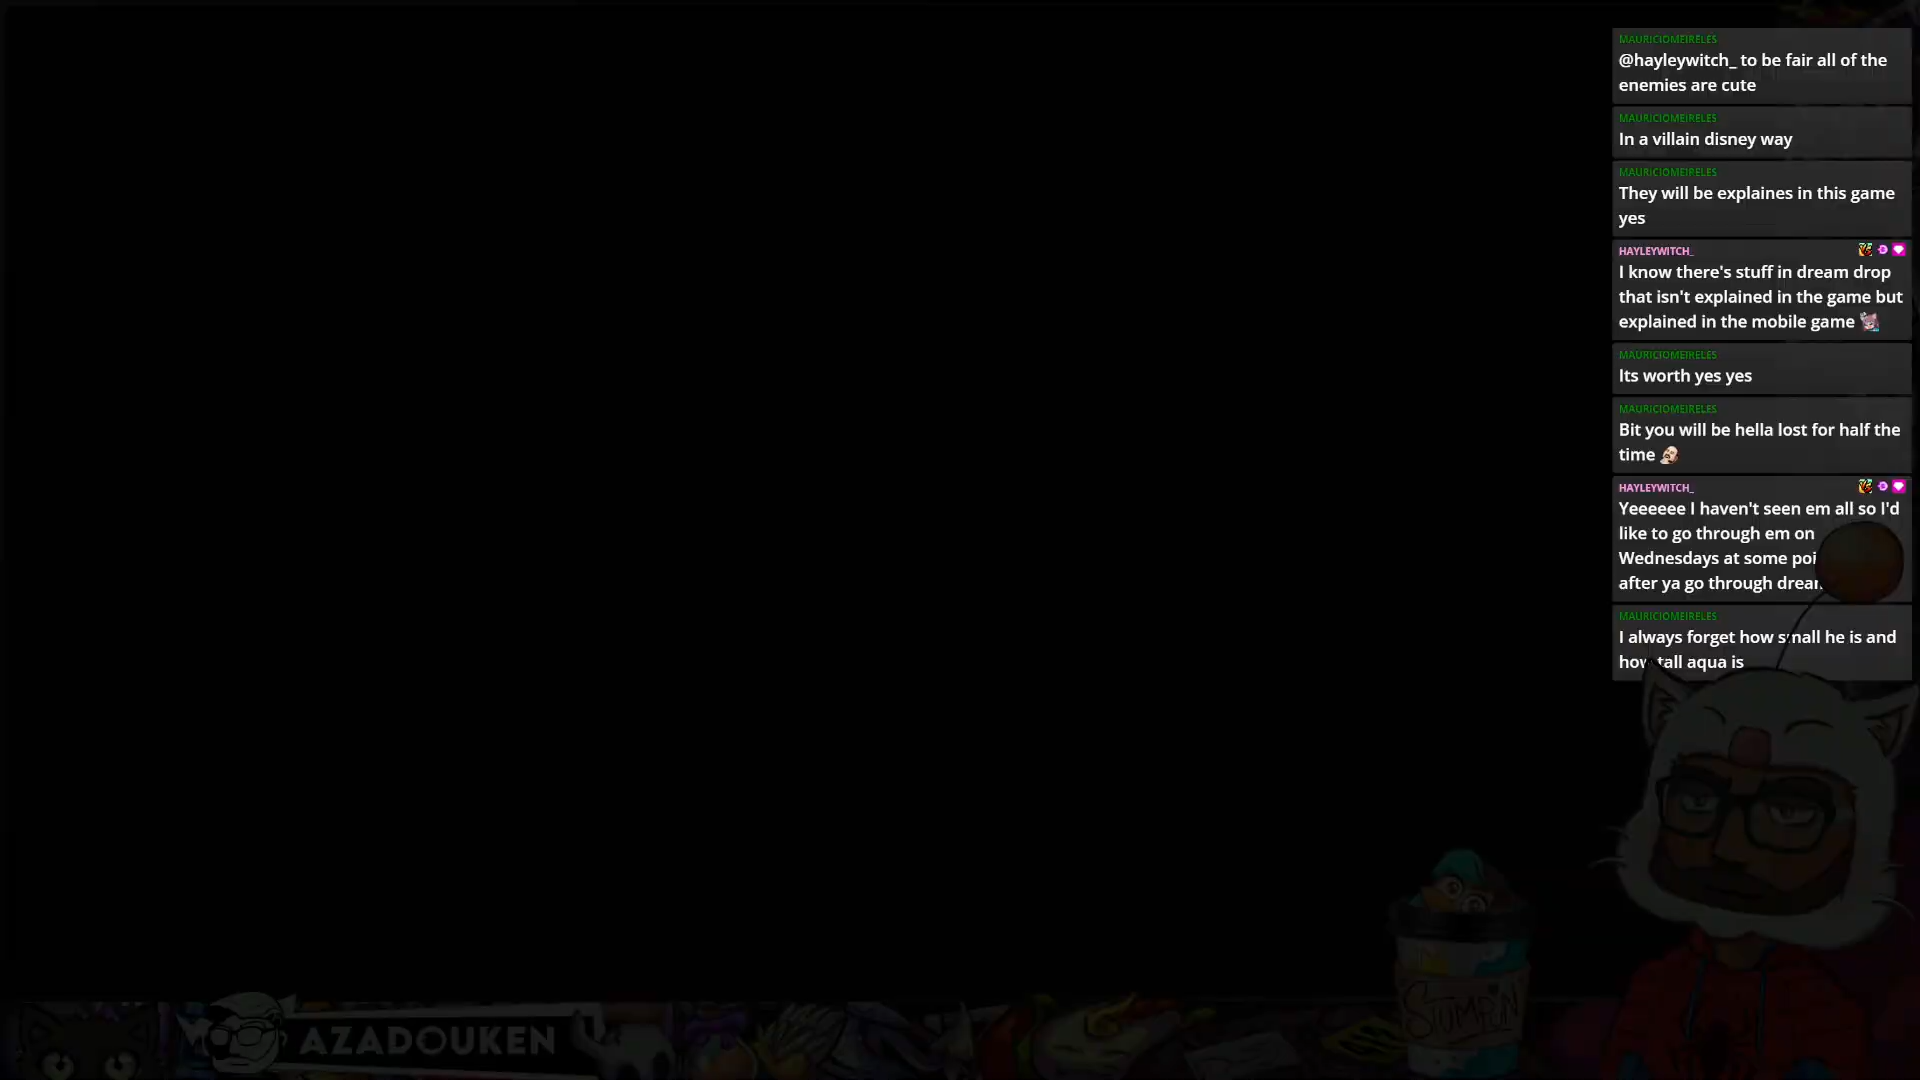 MAURICIOMEIRELES
@hayleywitch_ to be fair all of the
enemies are cute
MAURICIOMEIRELES
In a villain disney way
MAURICIOMEIRELES
They will be explaines in this game
yes
HAYLEYWITCH_
I know there's stuff in dream drop
that isn't explained in the game but
explained in the mobile game
MAURICIOMEIRELES
Its worth yes yes
MAURICIOMEIRELES
Bit you will be hella lost for half the
time
HAYLEYWITCH_
Yeeeeee I haven't seen em all so I'd
like to go through em on
Wednesdays at some
after ya go through
MAURICIOMEIRELES
I always forget how small he is and
how tall aqua is
AZADOUKEN